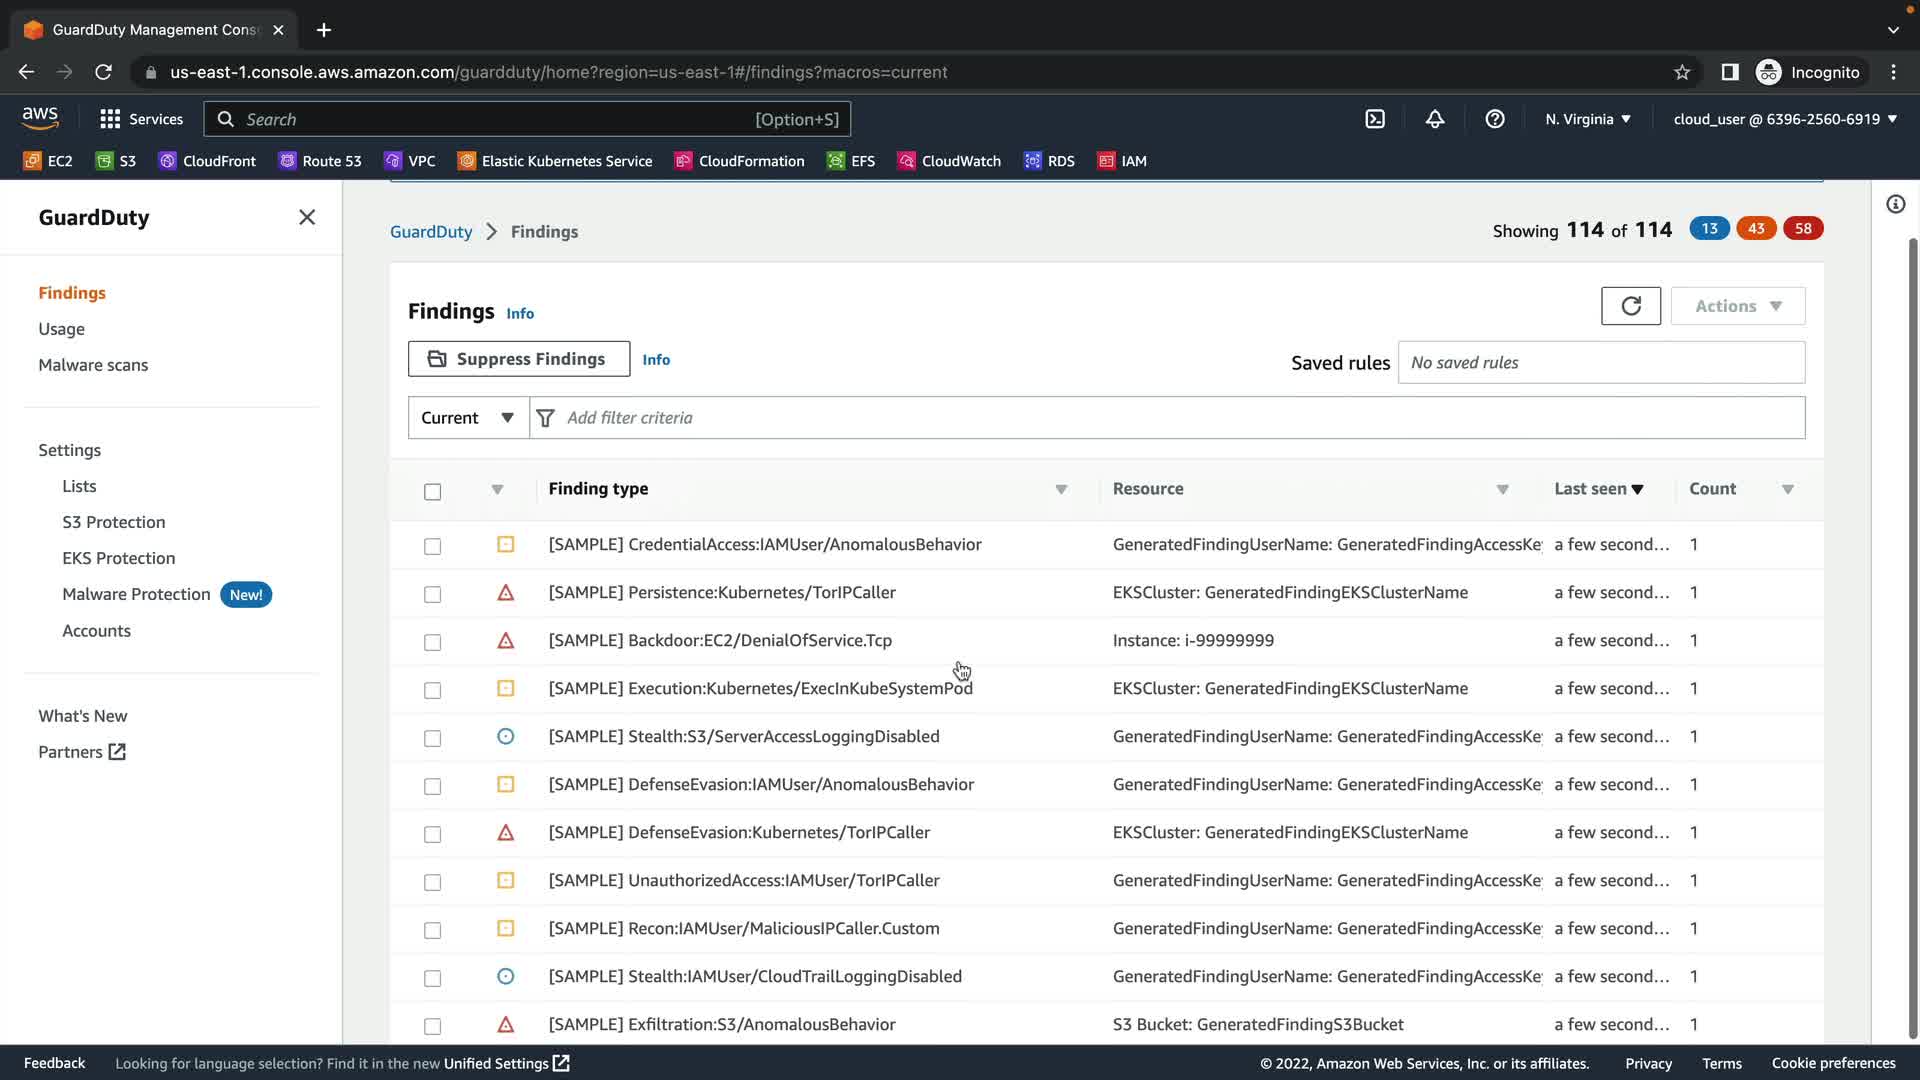 GuardDuty Management Cons
us-east-1.console.aws.amazon.com/guardduty/home?region=us-east-1#/findings?macros=current
Incognito
aws
Services
Search
[Option+S]
N. Virginia
cloud_user @ 6396-2560-6919
EC2
S3
CloudFront
Route 53
VPC
Elastic Kubernetes Service
CloudFormation
EFS
CloudWatch
RDS
IAM
GuardDuty
Findings
Usage
Malware scans
Settings
Lists
S3 Protection
EKS Protection
Malware Protection New!
Accounts
What's New
Partners
GuardDuty > Findings
Showing 114 of 114 13 43 58
Findings Info
Actions
Suppress Findings Info
Saved rules No saved rules
Current Add filter criteria
Finding type Resource Last seen Count
[SAMPLE] CredentialAccess:IAMUser/AnomalousBehavior GeneratedFindingUserName: GeneratedFindingAccessKey a few second... 1
[SAMPLE] Persistence:Kubernetes/TorIPCaller EKSCluster: GeneratedFindingEKSClusterName a few second... 1
[SAMPLE] Backdoor:EC2/DenialOfService.Tcp Instance: i-99999999 a few second... 1
[SAMPLE] Execution:Kubernetes/ExecInKubeSystemPod EKSCluster: GeneratedFindingEKSClusterName a few second... 1
[SAMPLE] Stealth:S3/ServerAccessLoggingDisabled GeneratedFindingUserName: GeneratedFindingAccessKey a few second... 1
[SAMPLE] DefenseEvasion:IAMUser/AnomalousBehavior GeneratedFindingUserName: GeneratedFindingAccessKey a few second... 1
[SAMPLE] DefenseEvasion:Kubernetes/TorIPCaller EKSCluster: GeneratedFindingEKSClusterName a few second... 1
[SAMPLE] UnauthorizedAccess:IAMUser/TorIPCaller GeneratedFindingUserName: GeneratedFindingAccessKey a few second... 1
[SAMPLE] Recon:IAMUser/MaliciousIPCaller.Custom GeneratedFindingUserName: GeneratedFindingAccessKey a few second... 1
[SAMPLE] Stealth:IAMUser/CloudTrailLoggingDisabled GeneratedFindingUserName: GeneratedFindingAccessKey a few second... 1
[SAMPLE] Exfiltration:S3/AnomalousBehavior S3 Bucket: GeneratedFindingS3Bucket a few second... 1
Feedback Looking for language selection? Find it in the new Unified Settings © 2022, Amazon Web Services, Inc. or its affiliates. Privacy Terms Cookie preferences